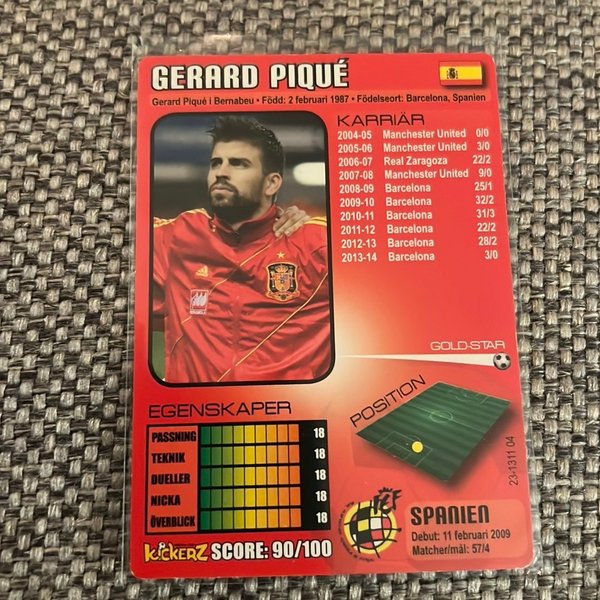 GERARD PIQUÉ
Gerard Piqué i Bernabeu • Född: 2 februari 1987 • Födelseort: Barcelona, Spanien
KARRIÄR
2004-05 Manchester United 0/0
2005-06 Manchester United 3/0
2006-07 Real Zaragoza 22/2
2007-08 Manchester United 9/0
2008-09 Barcelona 25/1
2009-10 Barcelona 32/2
2010-11 Barcelona 31/3
2011-12 Barcelona 22/2
2012-13 Barcelona 28/2
2013-14 Barcelona 3/0
GOLD-STAR
EGENSKAPER
PASSNING 18
TEKNIK 18
DUELLER 18
NICKA 18
ÖVERBLICK 18
KICKERZ SCORE: 90/100
POSITION
23-1311 04
SPANIEN
Debut: 11 februari 2009
Matcher/mål: 57/4